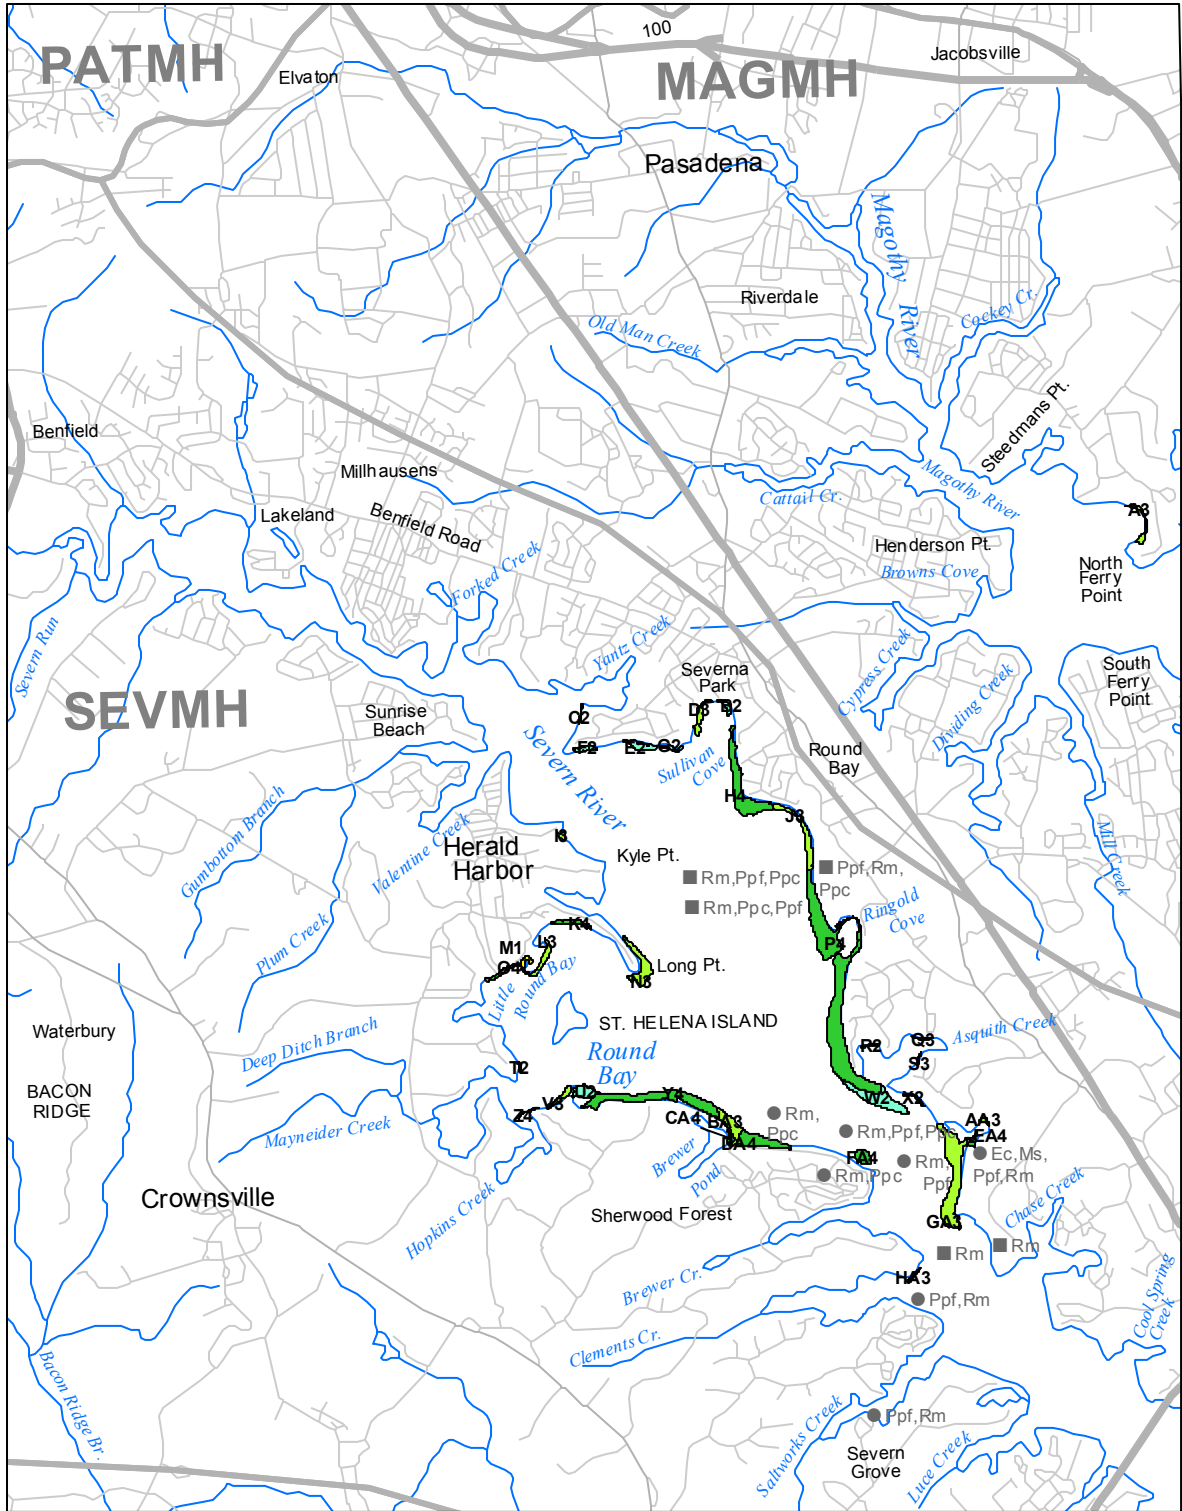 100
PATMH
Elvaton
MAGMH
Jacobsville
Pasadena
Magothy
River
Riverdale
Cockey Cr.
Old Man Creek
Steedmans Pt.
Benfield
Millhausens
Magothy River
Cattail Cr.
Lakeland
Benfield Road
A3
Henderson Pt.
Forked Creek
Browns Cove
North
Ferry
Point
Severn Run
Yantz Creek
Cypress Creek
Severna
Park
South
Ferry
Point
SEVMH
Sunrise
Beach
C2
D3
B2
Dividing Creek
Severn River
F2
E2
G2
Sullivan
Cove
Round
Bay
Gumbottom Branch
H4
J3
Mill Creek
Valentine Creek
I3
Herald
Harbor
Kyle Pt.
Rm,Ppf,Ppc
Ppf,Rm,
Ppc
Rm,Ppc,Ppf
Ringold
Cove
Plum Creek
K4
M1
L3
O4
P4
Little
Round Bay
N3
Long Pt.
Waterbury
Deep Ditch Branch
ST. HELENA ISLAND
Round
Bay
R2
Q3
S3
Asquith Creek
T2
BACON
RIDGE
Mayneider Creek
Z4
V3
U2
Y4
W2
X2
CA4
BA3
DA4
Rm,
Ppc
Rm,Ppf,Ppc
AA3
EA4
Ec,Ms,
Ppf,Rm
Brewer
Pond
FA4
Rm,Ppc
Rm,
Ppf
Crownsville
Hopkins Creek
Sherwood Forest
GA3
Chase Creek
Rm
Rm
Brewer Cr.
HA3
Ppf,Rm
Cool Spring
Creek
Clements Cr.
Bacon Ridge Br.
Saltworks Creek
Ppf,Rm
Severn
Grove
Luce Creek